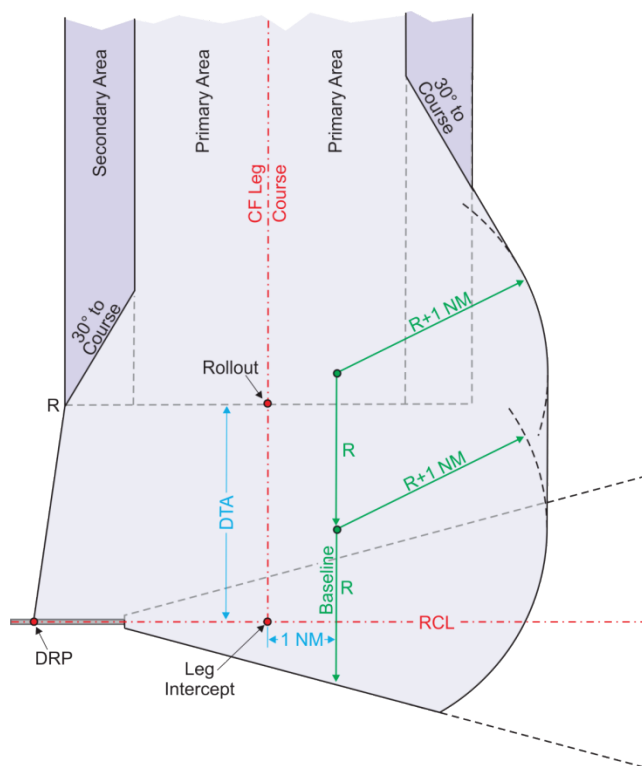 Secondary Area
Primary Area
CF Leg
Course
Primary Area
30° to
Course
30° to
Course
R+1 NM
Rollout
R
R
R+1 NM
DTA
Baseline
R
RCL
1 NM
DRP
Leg
Intercept